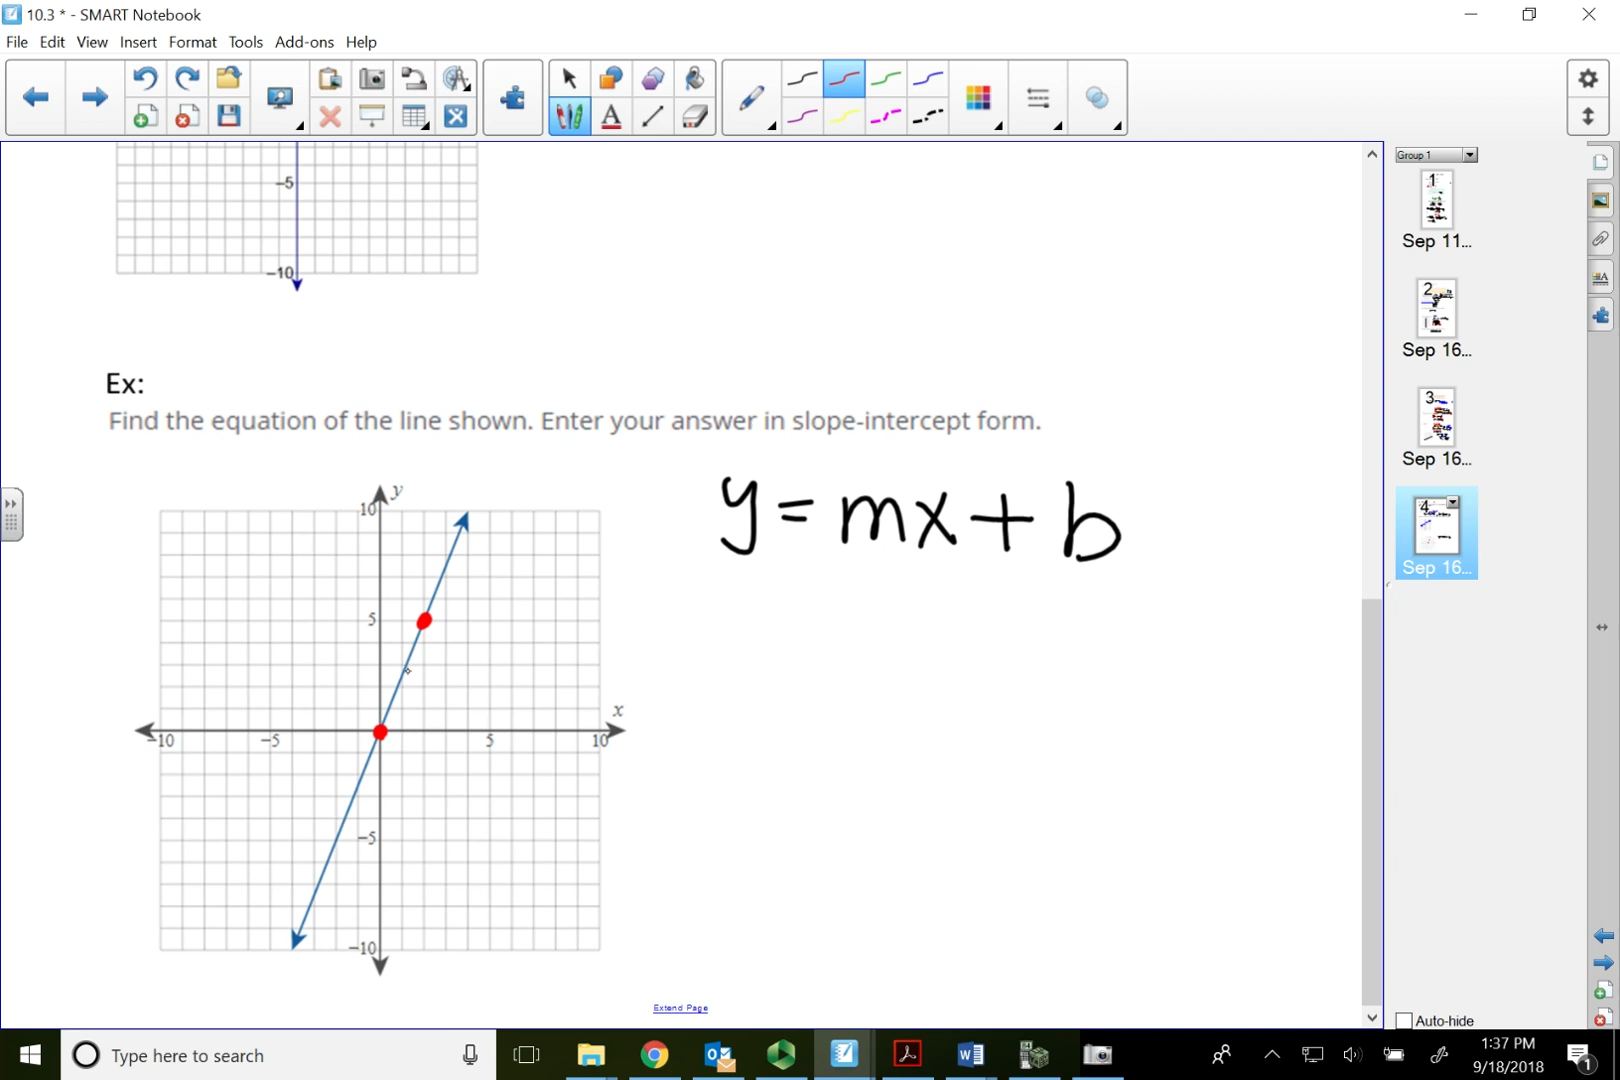 10.3 * - SMART Notebook
File Edit View Insert Format Tools Add-ons Help
A
Group 1
1
Sep 11...
2
Sep 16...
3
Sep 16...
4
Sep 16...
-5
-10
Ex:
Find the equation of the line shown. Enter your answer in slope-intercept form.
y = mx + b
10 y
5
x
-10 -5 5 10
-5
-10
Extend Page
Auto-hide
Type here to search
1:37 PM
9/18/2018
1